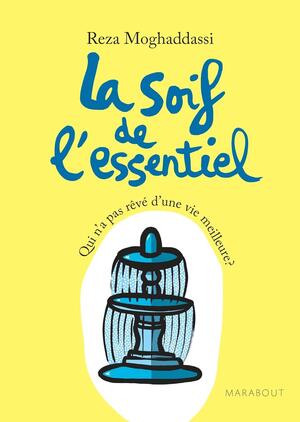 Reza Moghaddassi
La soif
de
l'essentiel
Qui n'a pas rêvé d'une vie meilleure?
MARABOUT